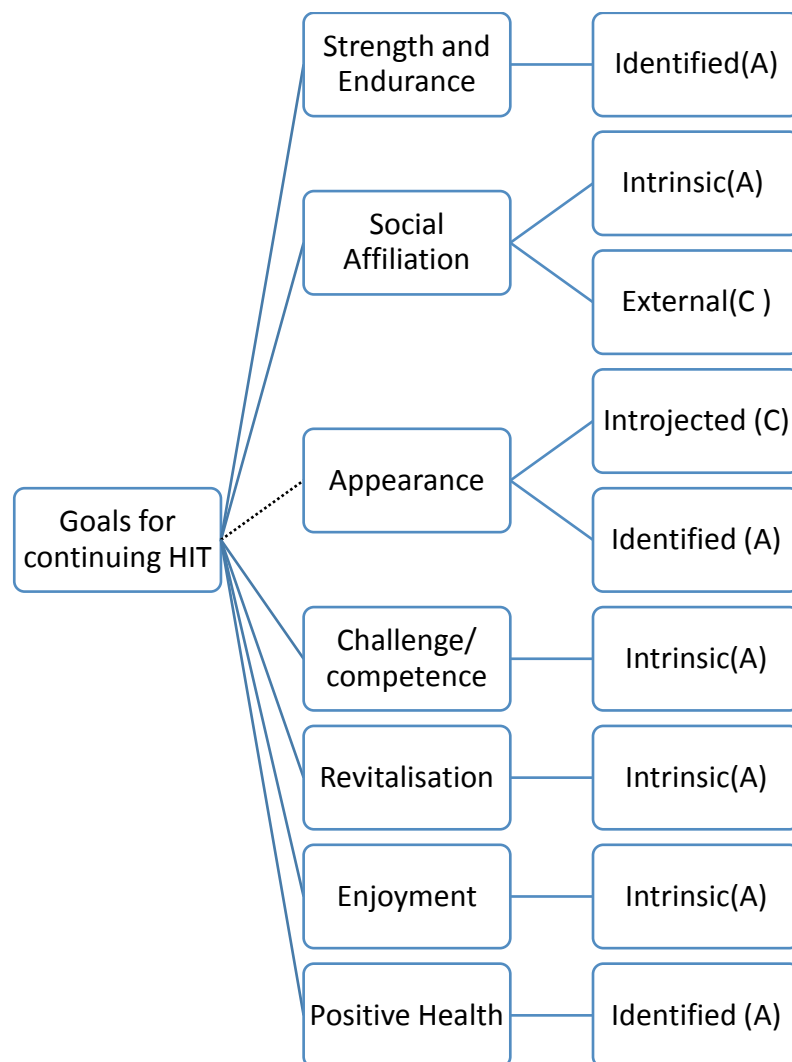 Strength and
Endurance
Identified(A)
Social
Affiliation
Intrinsic(A)
External(C )
Appearance
Introjected (C)
Identified (A)
Goals for
continuing HIT
Challenge/
competence
Intrinsic(A)
Revitalisation
Intrinsic(A)
Enjoyment
Intrinsic(A)
Positive Health
Identified (A)